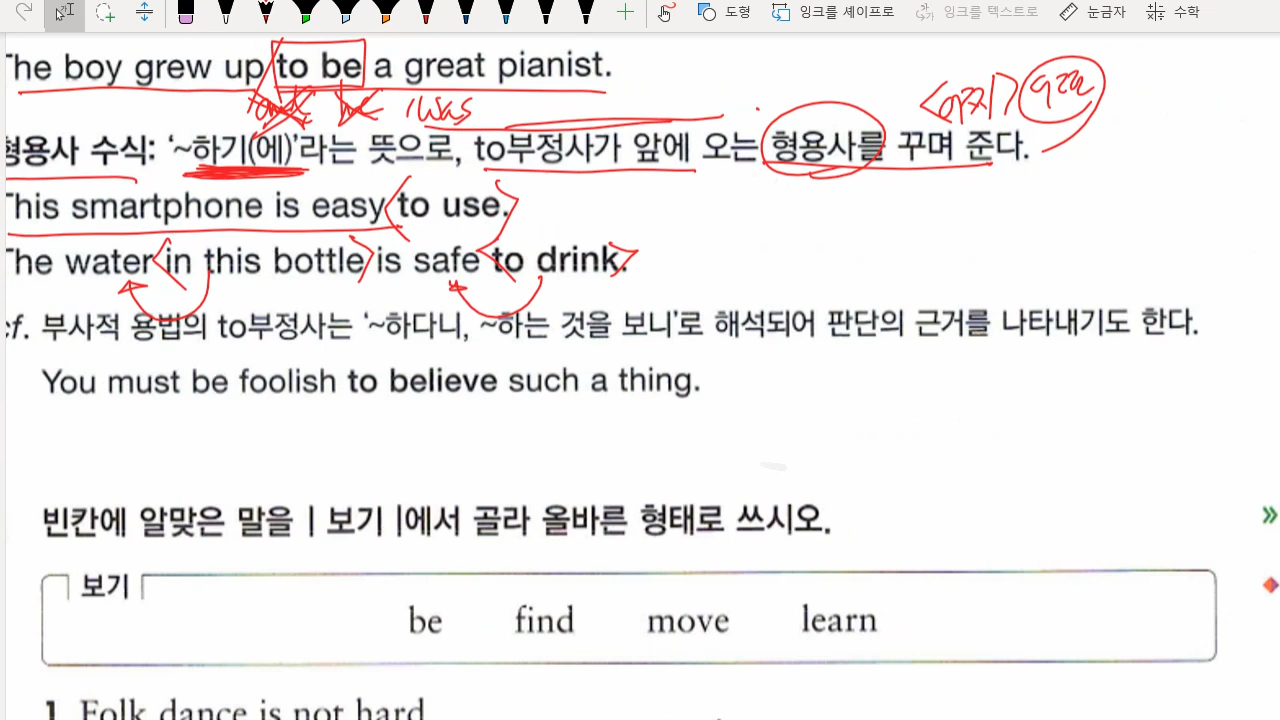 도형 잉크를 셰이프로 잉크를 텍스트로 눈금자 수학
The boy grew up to be a great pianist.
was
형용사 수식: '~하기(에)'라는 뜻으로, to부정사가 앞에 오는 형용사를 꾸며 준다.
This smartphone is easy to use.
The water in this bottle is safe to drink.
cf. 부사적 용법의 to부정사는 '~하다니, ~하는 것을 보니'로 해석되어 판단의 근거를 나타내기도 한다.
You must be foolish to believe such a thing.
빈칸에 알맞은 말을 | 보기 |에서 골라 올바른 형태로 쓰시오.
보기
be find move learn
1 Folk dance is not hard